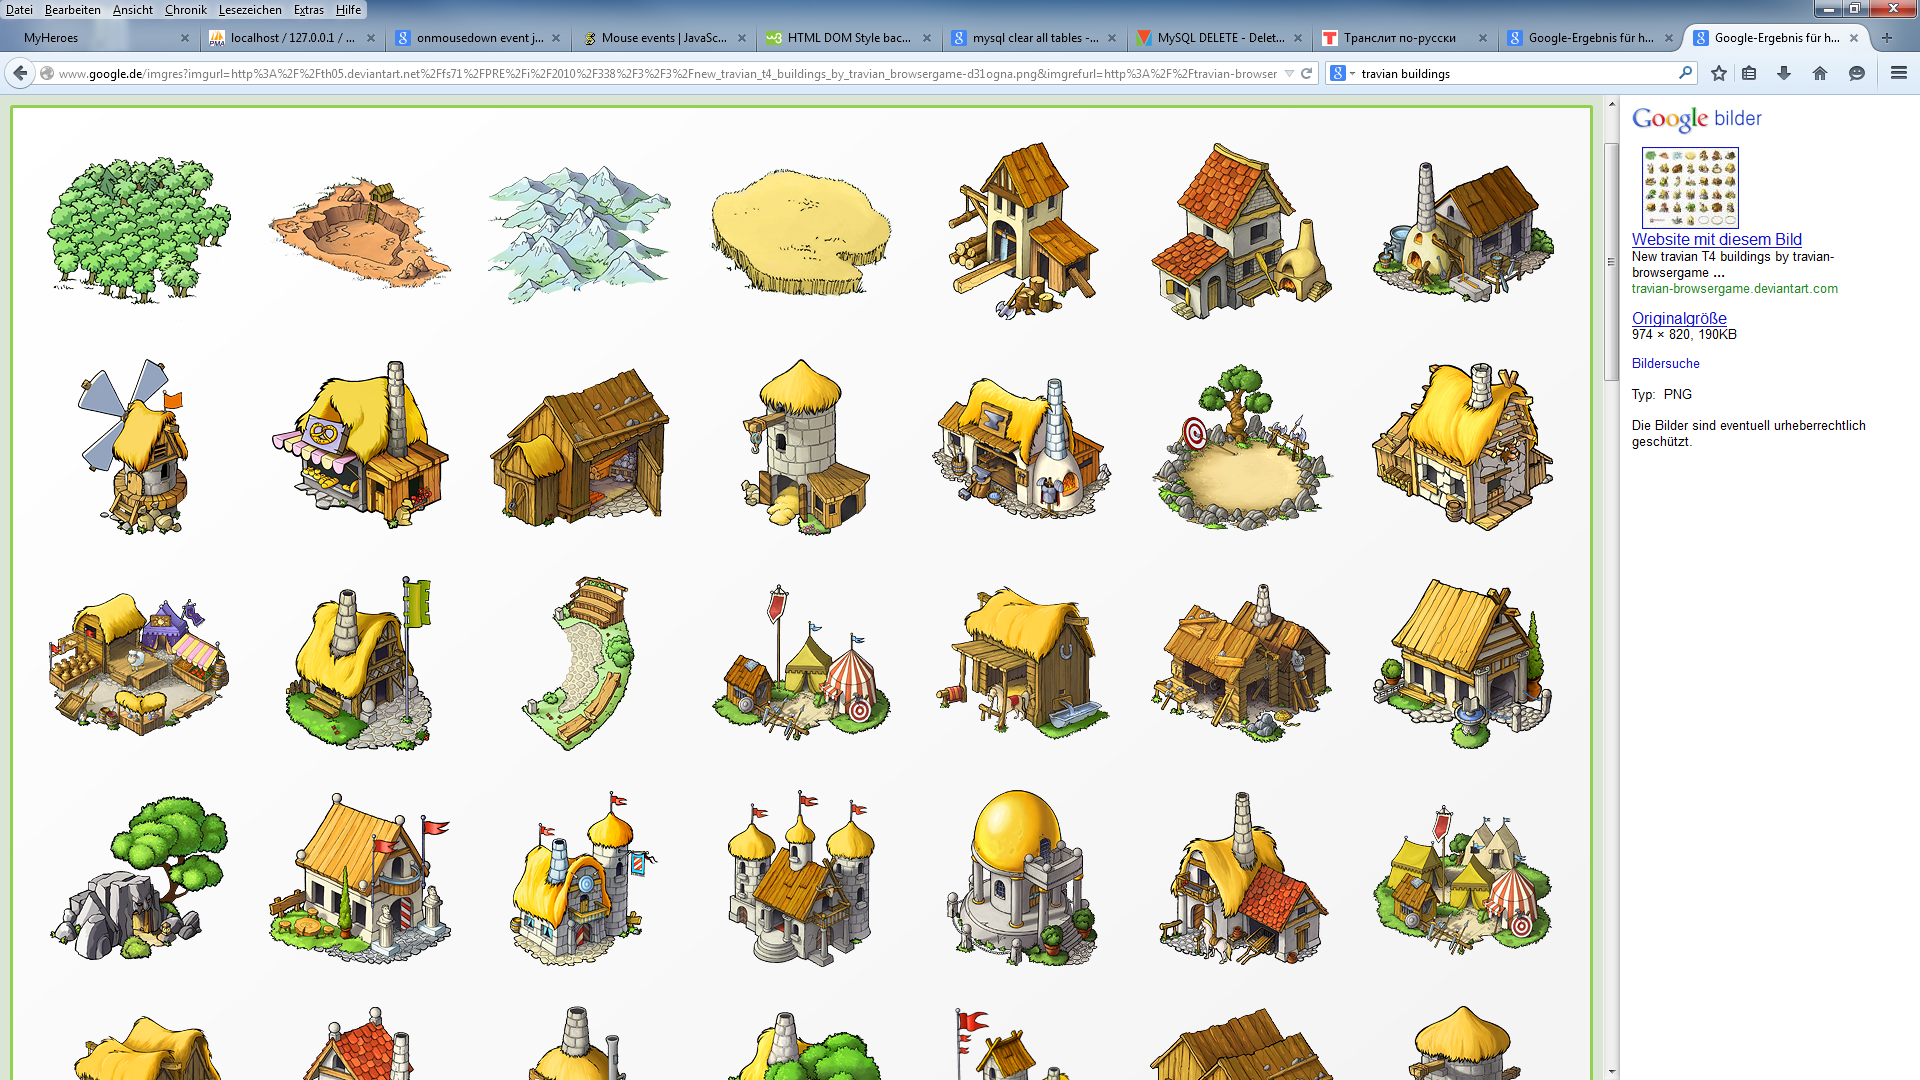 Datei Bearbeiten Ansicht Chronik Lesezeichen Extras Hilfe
MyHeroes
localhost / 127.0.0.1 / ...
onmousedown event j...
Mouse events | JavaSc...
HTML DOM Style bac...
mysql clear all tables -...
MySQL DELETE - Delet...
Транслит по-русски
Google-Ergebnis für h...
Google-Ergebnis für h...
www.google.de/imgres?imgurl=http%3A%2F%2Fth05.deviantart.net%2Ffs71%2FPRE%2Fi%2F2010%2F338%2F3%2F3%2Fnew_travian_t4_buildings_by_travian_browsergame-d31ogna.png&imgrefurl=http%3A%2F%2Ftravian-browser
travian buildings
Google bilder
Website mit diesem Bild
New travian T4 buildings by travian-
browsergame ...
travian-browsergame.deviantart.com
Originalgröße
974 × 820, 190KB
Bildersuche
Typ: PNG
Die Bilder sind eventuell urheberrechtlich
geschützt.